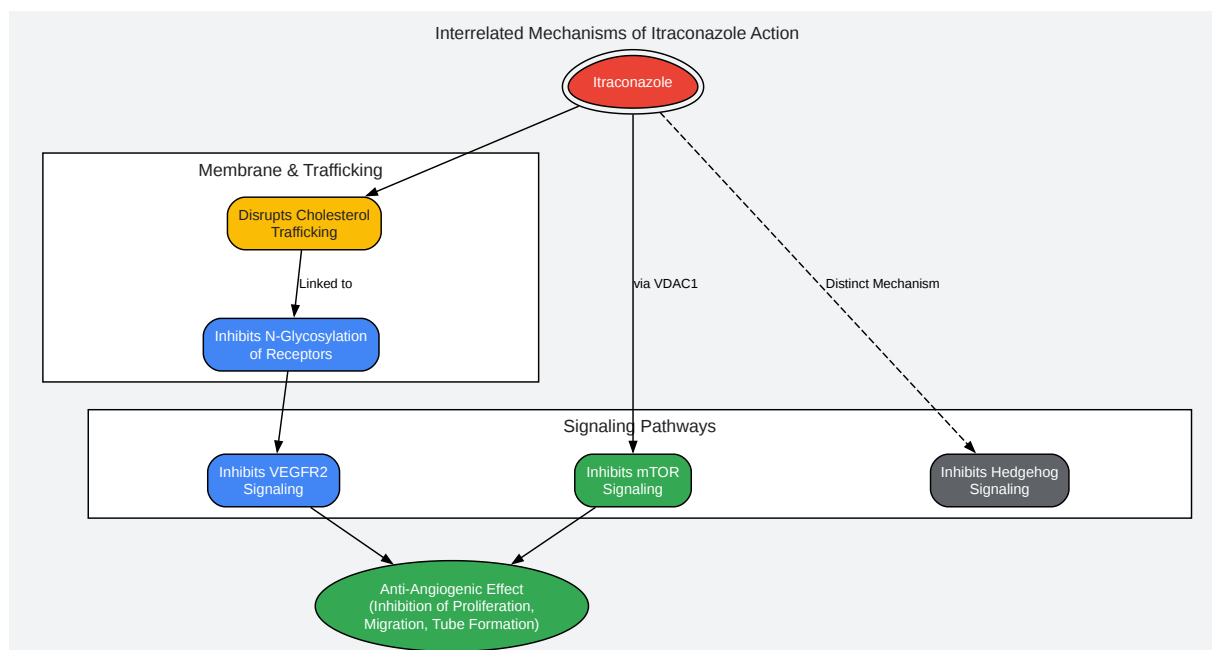 Interrelated Mechanisms of Itraconazole Action
Itraconazole
Membrane & Trafficking
Disrupts Cholesterol
Trafficking
Linked to
via VDAC1
Distinct Mechanism
Inhibits N-Glycosylation
of Receptors
Signaling Pathways
Inhibits VEGFR2
Signaling
Inhibits mTOR
Signaling
Inhibits Hedgehog
Signaling
Anti-Angiogenic Effect
(Inhibition of Proliferation,
Migration, Tube Formation)